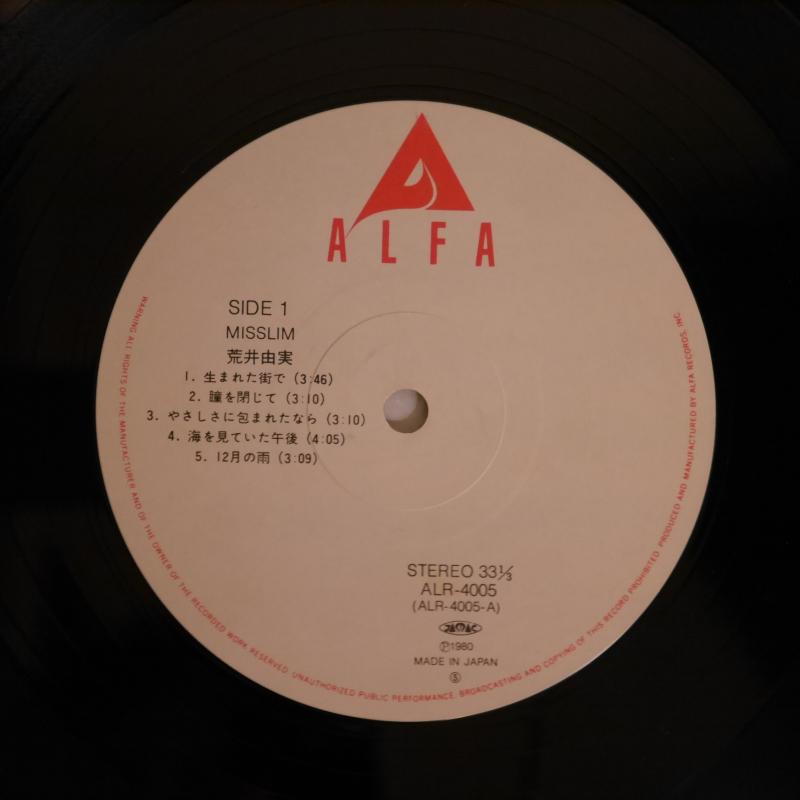 ALFA
SIDE 1
MISSLIM
荒井由実
1. 生まれた街で (3:46)
2. 瞳を閉じて (3:10)
3. やさしさに包まれたなら (3:10)
4. 海を見ていた午後 (4:05)
5. 12月の雨 (3:09)
STEREO 33⅓
ALR-4005
(ALR-4005-A)
JASRAC
Ⓟ1980
MADE IN JAPAN
Ⓢ
WARNING ALL RIGHTS OF THE MANUFACTURER AND OF THE OWNER OF THE RECORDED WORK RESERVED. UNAUTHORIZED PUBLIC PERFORMANCE, BROADCASTING AND COPYING OF THIS RECORD PROHIBITED. PRODUCED AND MANUFACTURED BY ALFA RECORDS, INC.